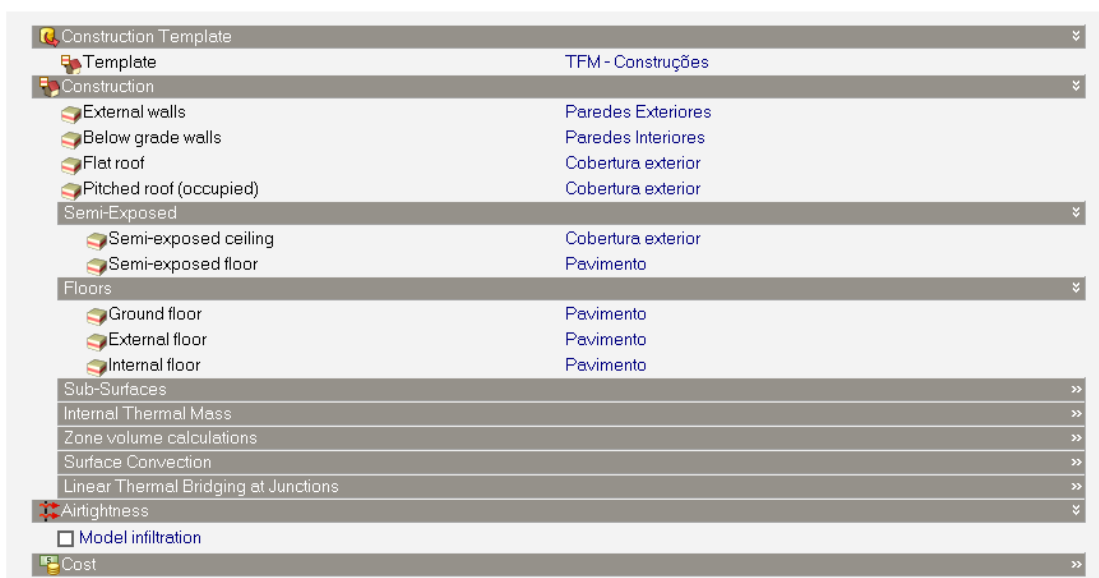 Construction Template
Template TFM - Construções
Construction
External walls Paredes Exteriores
Below grade walls Paredes Interiores
Flat roof Cobertura exterior
Pitched roof (occupied) Cobertura exterior
Semi-Exposed
Semi-exposed ceiling Cobertura exterior
Semi-exposed floor Pavimento
Floors
Ground floor Pavimento
External floor Pavimento
Internal floor Pavimento
Sub-Surfaces
Internal Thermal Mass
Zone volume calculations
Surface Convection
Linear Thermal Bridging at Junctions
Airtightness
Model infiltration
Cost